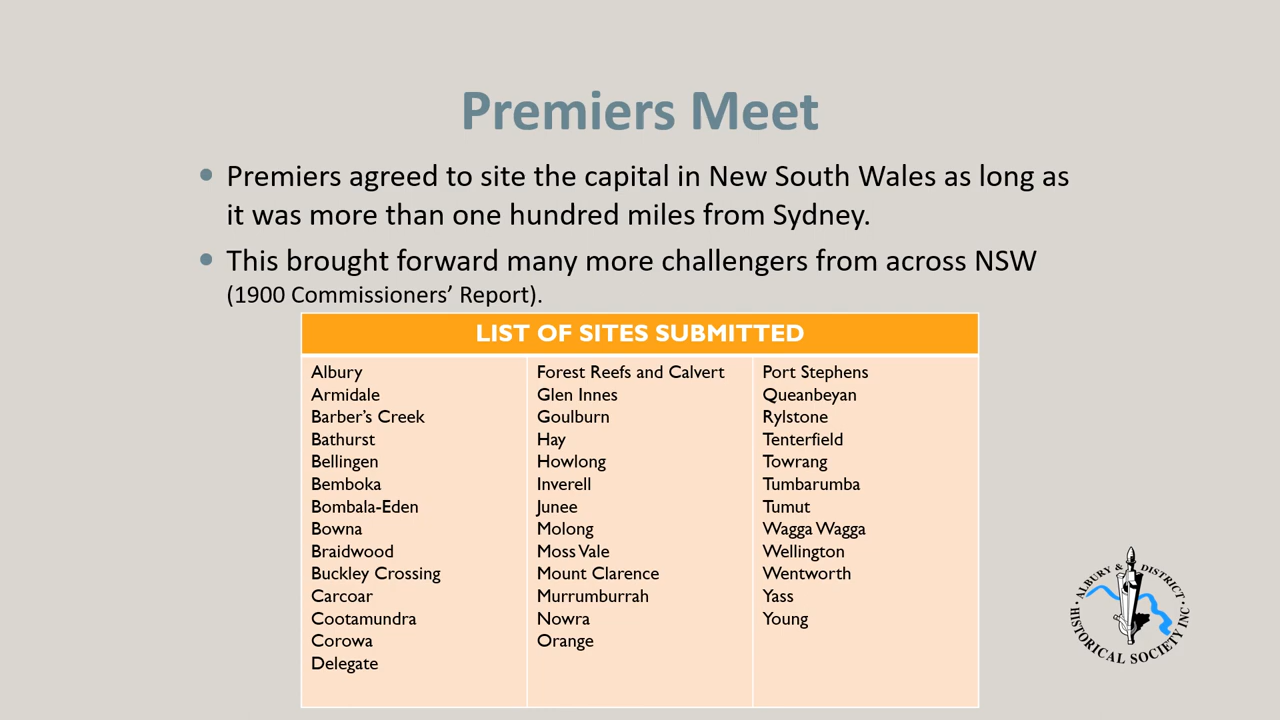 Premiers Meet
• Premiers agreed to site the capital in New South Wales as long as
it was more than one hundred miles from Sydney.
• This brought forward many more challengers from across NSW
(1900 Commissioners’ Report).
LIST OF SITES SUBMITTED
Albury
Armidale
Barber’s Creek
Bathurst
Bellingen
Bemboka
Bombala-Eden
Bowna
Braidwood
Buckley Crossing
Carcoar
Cootamundra
Corowa
Delegate
Forest Reefs and Calvert
Glen Innes
Goulburn
Hay
Howlong
Inverell
Junee
Molong
Moss Vale
Mount Clarence
Murrumburrah
Nowra
Orange
Port Stephens
Queanbeyan
Rylstone
Tenterfield
Towrang
Tumbarumba
Tumut
Wagga Wagga
Wellington
Wentworth
Yass
Young
• ALBURY & DISTRICT •
HISTORICAL SOCIETY INC